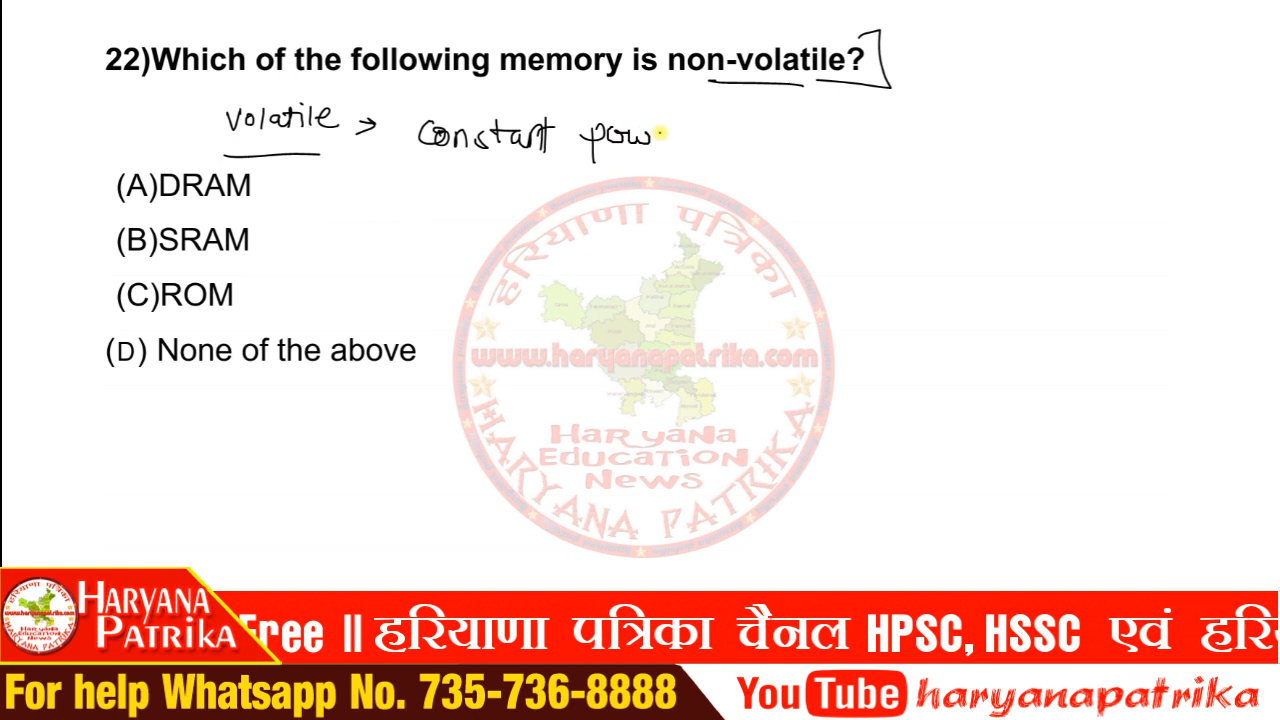 22)Which of the following memory is non-volatile?
volatile → constant pow
(A)DRAM
(B)SRAM
(C)ROM
(D) None of the above
हरियाणा पत्रिका
www.haryanapatrika.com
Haryana
Education
News
HARYANA PATRIKA
HARYANA
PATRIKA
Free || हरियाणा पत्रिका चैनल HPSC, HSSC एवं हरि
For help Whatsapp No. 735-736-8888
YouTube haryanapatrika